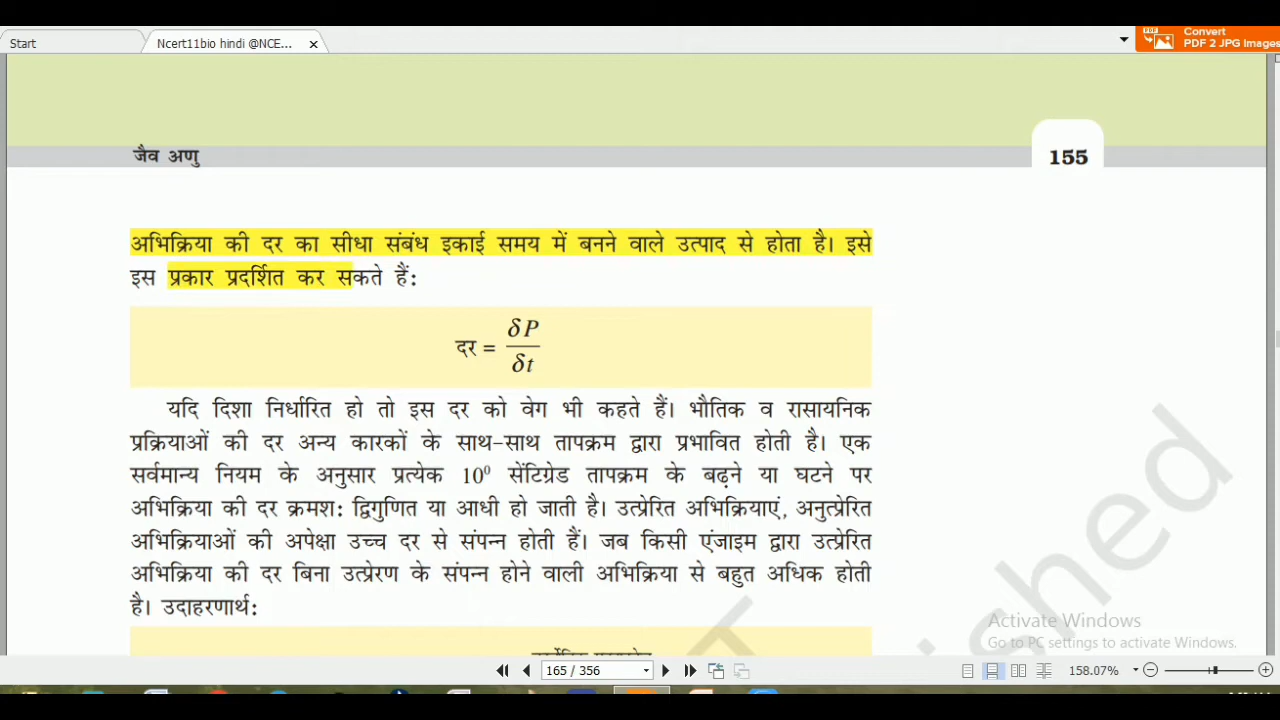 Start
Ncert11bio hindi @NCE... x
Convert
PDF 2 JPG Images
जैव अणु
155
अभिक्रिया की दर का सीधा संबंध इकाई समय में बनने वाले उत्पाद से होता है। इसे
इस प्रकार प्रदर्शित कर सकते हैं:
दर = δP / δt
यदि दिशा निर्धारित हो तो इस दर को वेग भी कहते हैं। भौतिक व रासायनिक
प्रक्रियाओं की दर अन्य कारकों के साथ-साथ तापक्रम द्वारा प्रभावित होती है। एक
सर्वमान्य नियम के अनुसार प्रत्येक 10⁰ सेंटिग्रेड तापक्रम के बढ़ने या घटने पर
अभिक्रिया की दर क्रमश: द्विगुणित या आधी हो जाती है। उत्प्रेरित अभिक्रियाएं, अनुत्प्रेरित
अभिक्रियाओं की अपेक्षा उच्च दर से संपन्न होती हैं। जब किसी एंजाइम द्वारा उत्प्रेरित
अभिक्रिया की दर बिना उत्प्रेरण के संपन्न होने वाली अभिक्रिया से बहुत अधिक होती
है। उदाहरणार्थ:
ished
Activate Windows
Go to PC settings to activate Windows.
165 / 356
158.07%